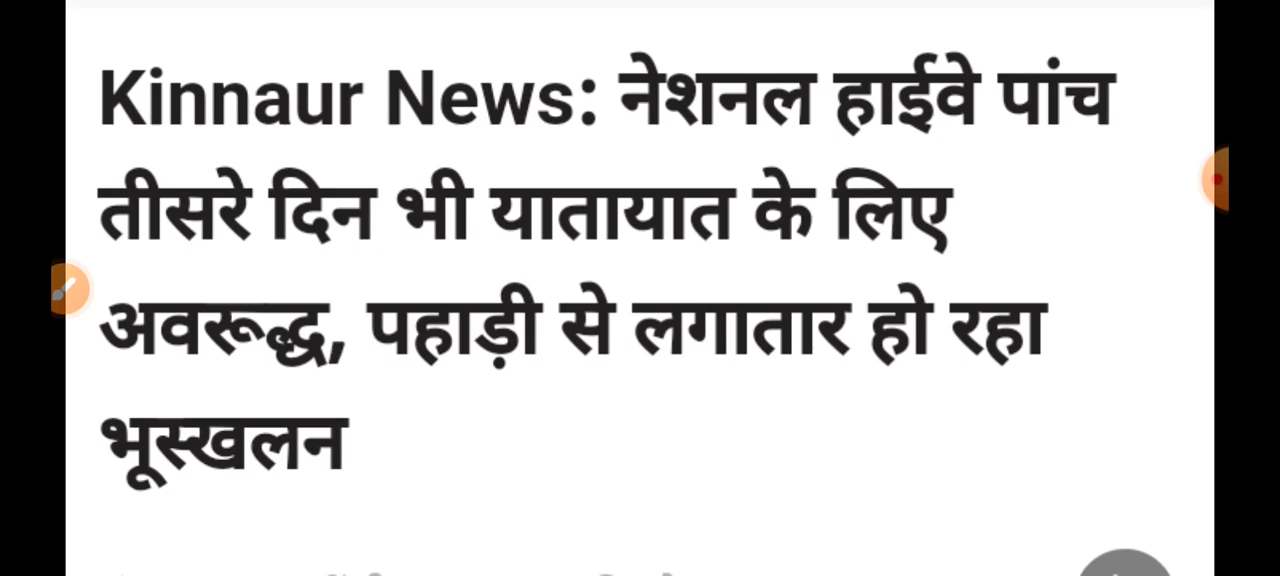 Kinnaur News: नेशनल हाईवे पांच
तीसरे दिन भी यातायात के लिए
अवरूद्ध, पहाड़ी से लगातार हो रहा
भूस्खलन